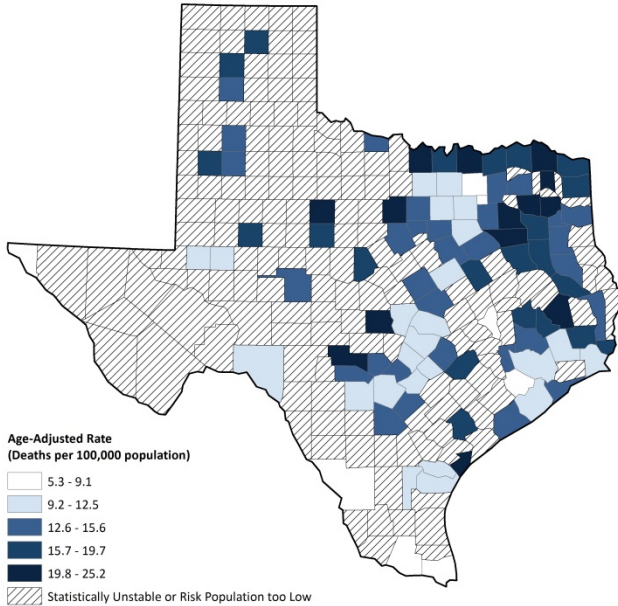 Age-Adjusted Rate
(Deaths per 100,000 population)
5.3 - 9.1
9.2 - 12.5
12.6 - 15.6
15.7 - 19.7
19.8 - 25.2
Statistically Unstable or Risk Population too Low